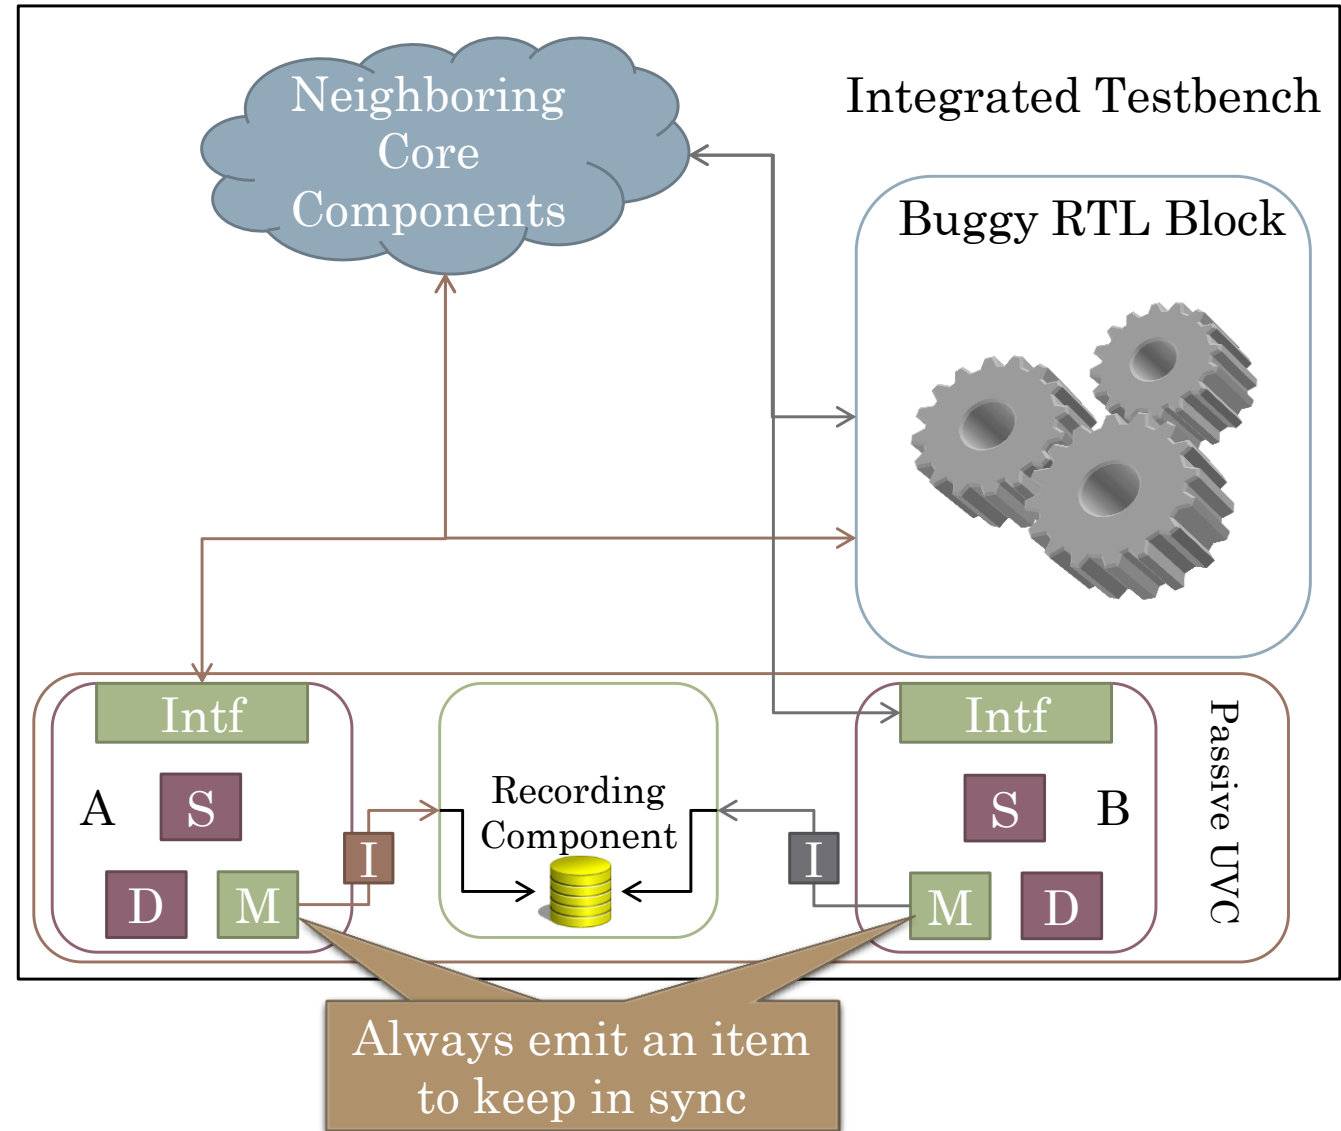 Neighboring
Core
Components
Integrated Testbench
Buggy RTL Block
Intf
A
S
D
M
I
Recording
Component
I
Intf
S
B
M
D
Passive UVC
Always emit an item
to keep in sync